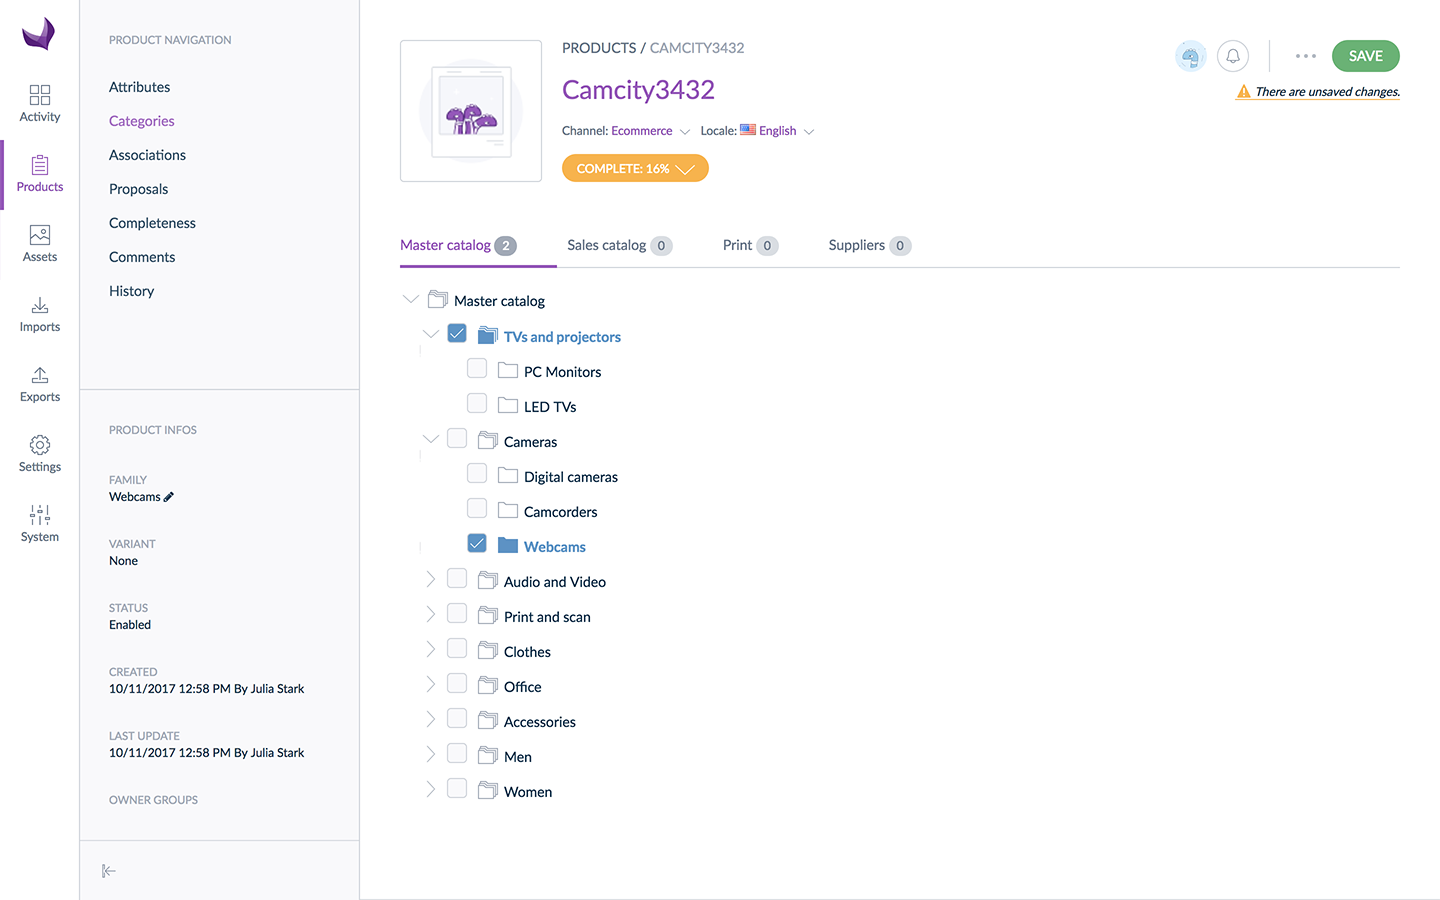 Activity
Products
Assets
Imports
Exports
Settings
System
PRODUCT NAVIGATION
Attributes
Categories
Associations
Proposals
Completeness
Comments
History
PRODUCT INFOS
FAMILY
Webcams
VARIANT
None
STATUS
Enabled
CREATED
10/11/2017 12:58 PM By Julia Stark
LAST UPDATE
10/11/2017 12:58 PM By Julia Stark
OWNER GROUPS
PRODUCTS / CAMCITY3432
Camcity3432
Channel: Ecommerce Locale: English
COMPLETE: 16%
SAVE
There are unsaved changes.
Master catalog 2 Sales catalog 0 Print 0 Suppliers 0
Master catalog
TVs and projectors
PC Monitors
LED TVs
Cameras
Digital cameras
Camcorders
Webcams
Audio and Video
Print and scan
Clothes
Office
Accessories
Men
Women